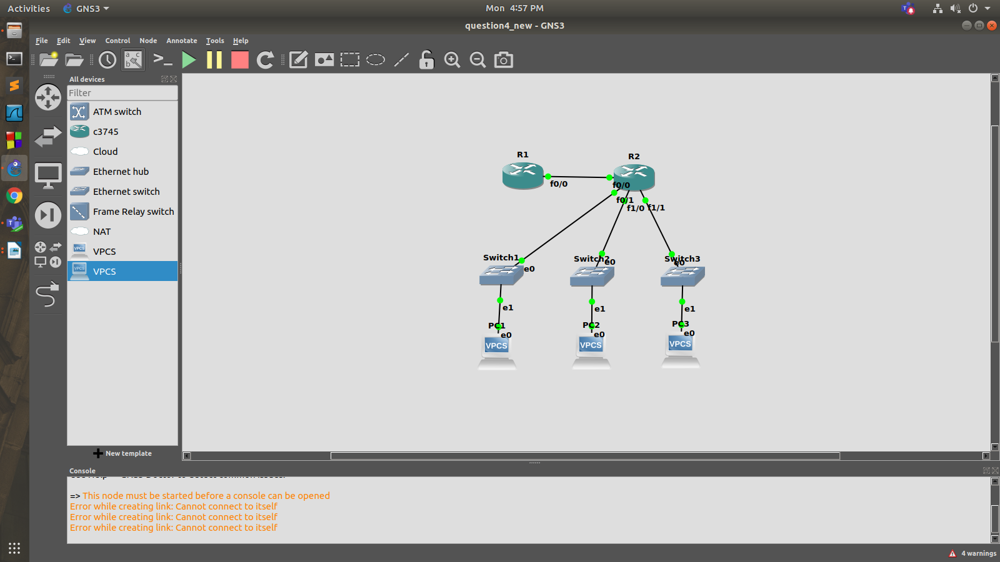 Activities GNS3 Mon 4:57 PM
question4_new - GNS3
File Edit View Control Node Annotate Tools Help
All devices
Filter
ATM switch
c3745
Cloud
Ethernet hub
Ethernet switch
Frame Relay switch
NAT
VPCS
VPCS
New template
R1
R2
f0/0
f0/0
f0/1
f1/0
f1/1
Switch1
Switch2
Switch3
e0
e0
e0
e1
e1
e1
PC1
PC2
PC3
e0
e0
e0
VPCS
VPCS
VPCS
Console
=> This node must be started before a console can be opened
Error while creating link: Cannot connect to itself
Error while creating link: Cannot connect to itself
Error while creating link: Cannot connect to itself
4 warnings